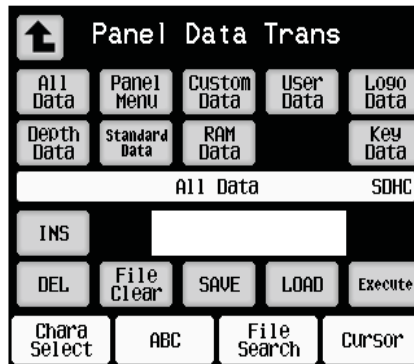 Panel Data Trans
All Data
Panel Menu
Custom Data
User Data
Logo Data
Depth Data
Standard Data
RAM Data
Key Data
All Data SDHC
INS
DEL
File Clear
SAVE
LOAD
Execute
Chara Select
ABC
File Search
Cursor